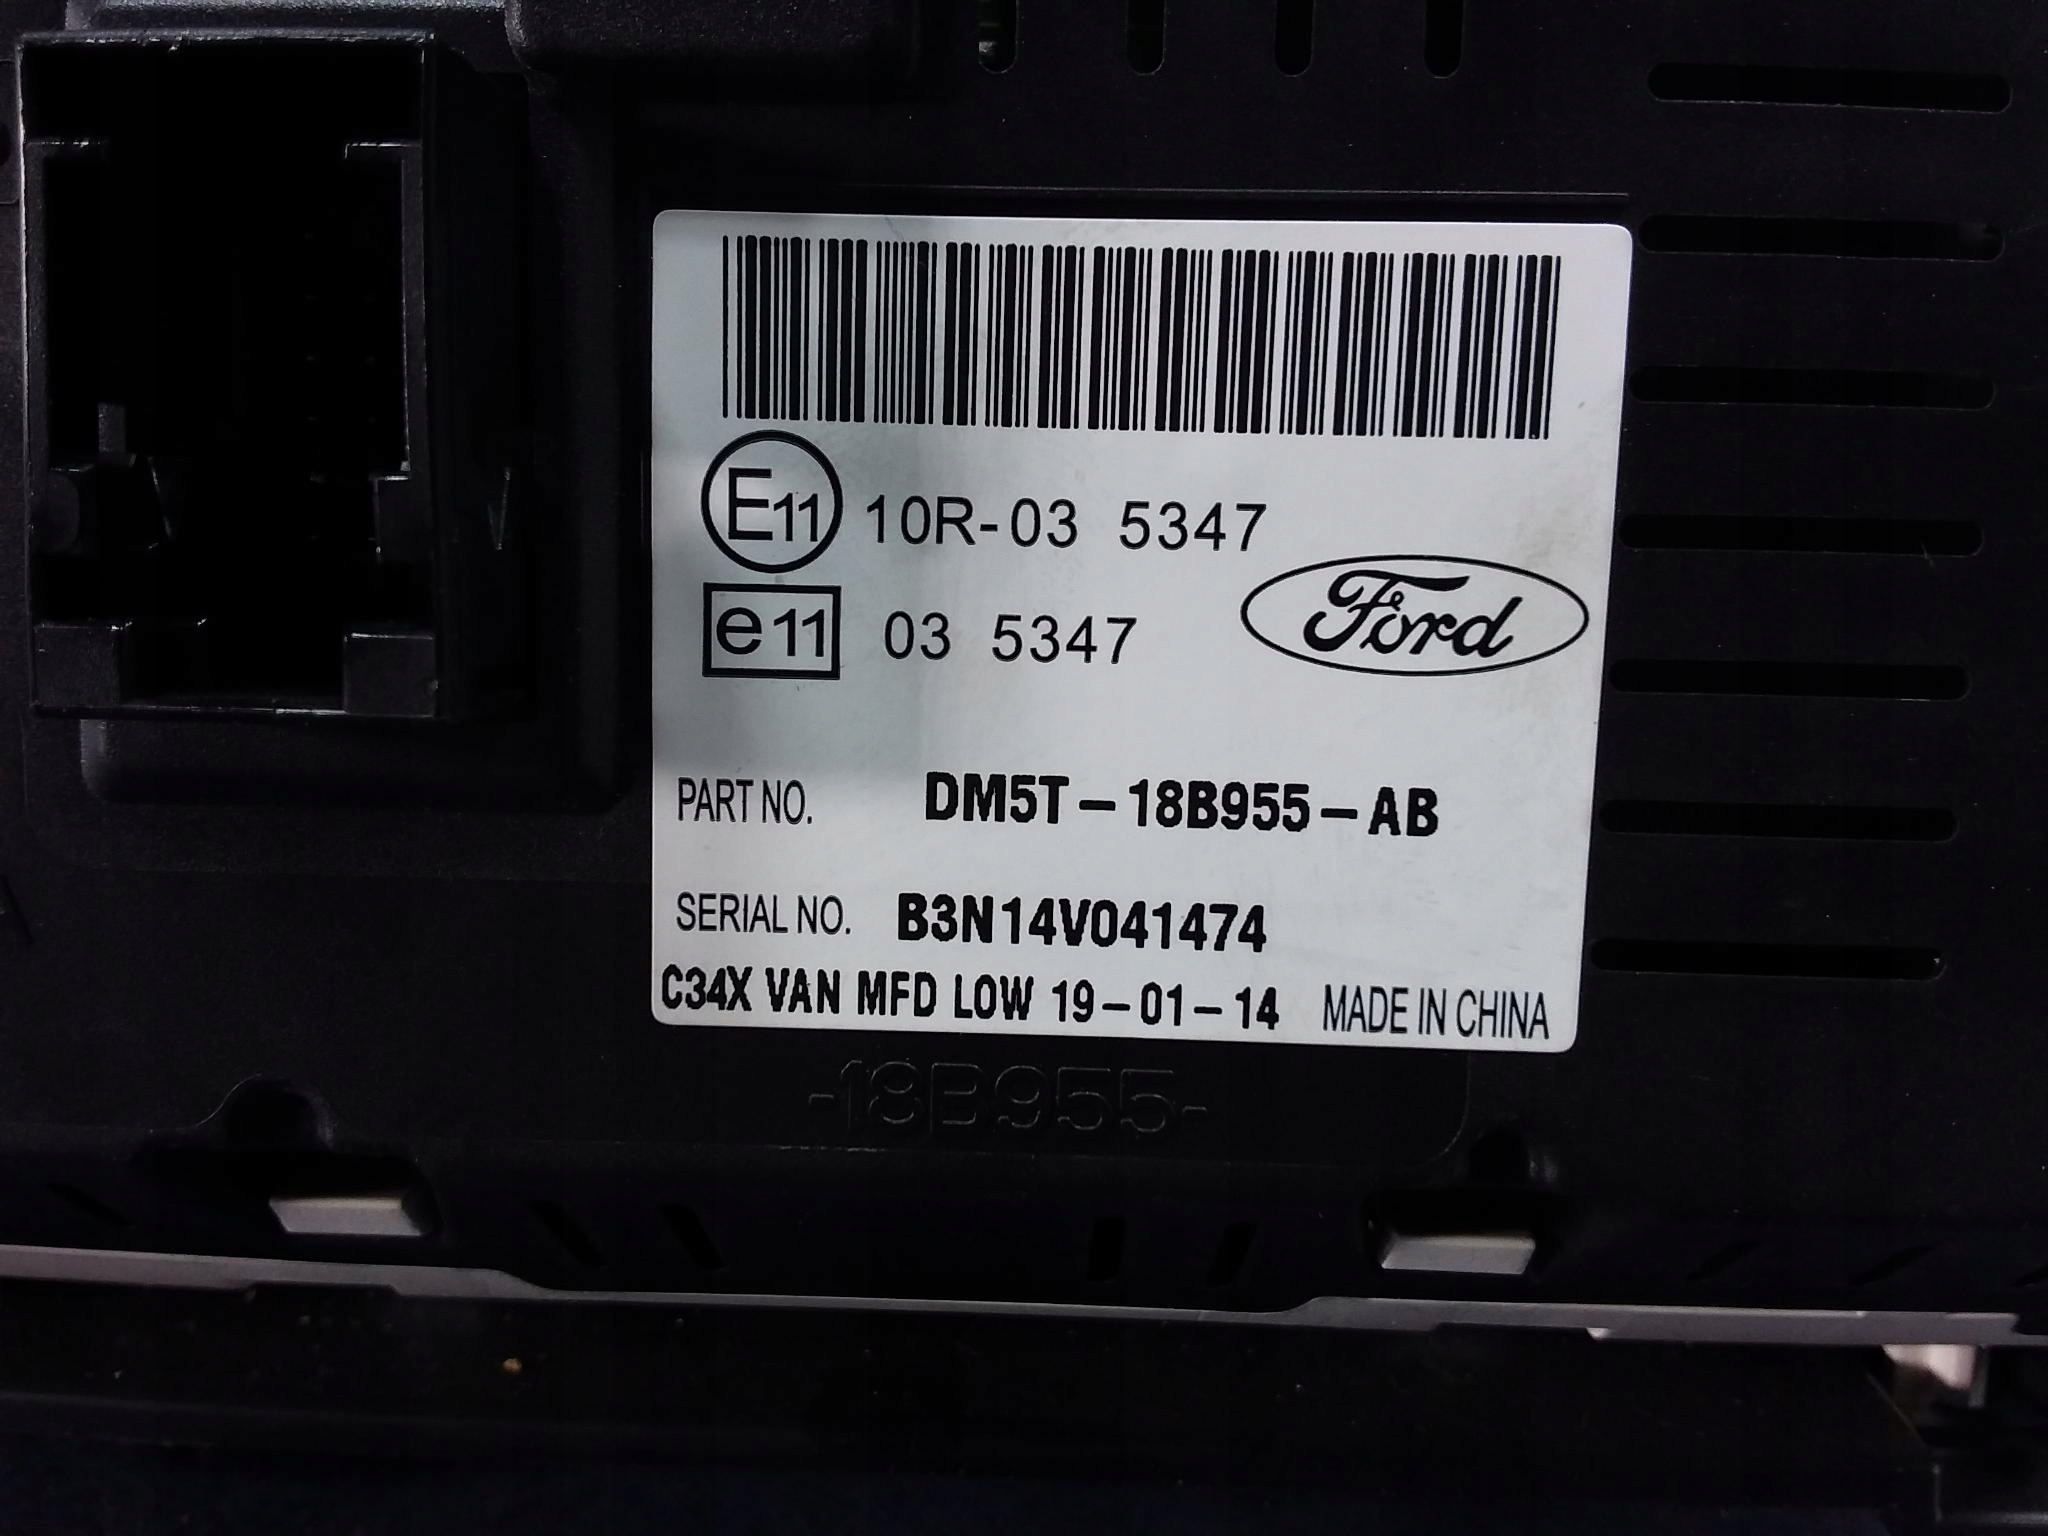 E11 10R-03 5347
e11 03 5347
Ford
PART NO. DM5T-18B955-AB
SERIAL NO. B3N14V041474
C34X VAN MFD LOW 19-01-14 MADE IN CHINA
-18B955-